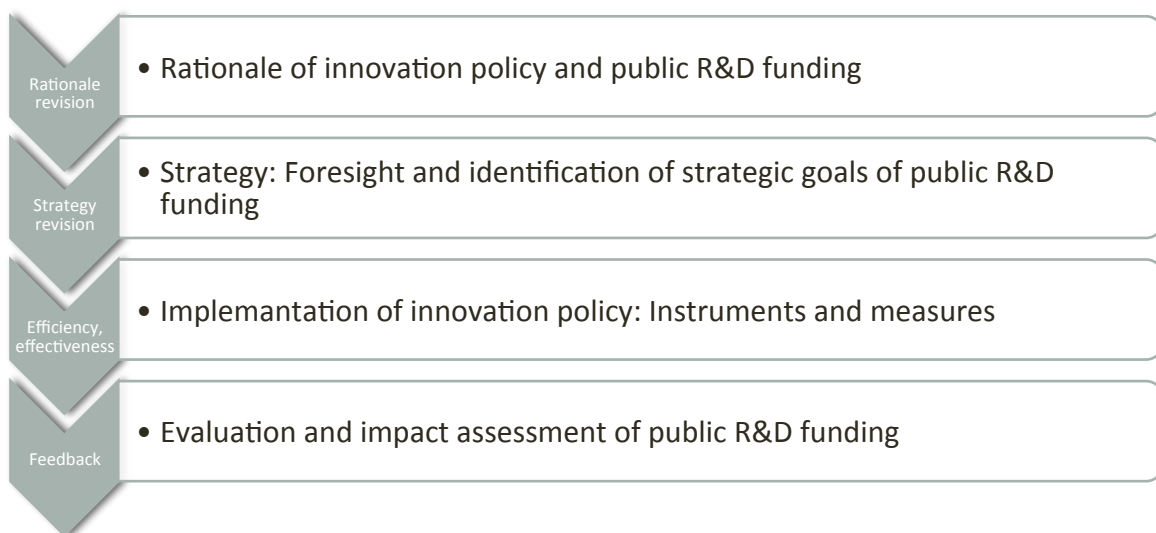 Rationale
revision
• Rationale of innovation policy and public R&D funding
Strategy
revision
• Strategy: Foresight and identification of strategic goals of public R&D
funding
Efficiency,
effectiveness
• Implemantation of innovation policy: Instruments and measures
Feedback
• Evaluation and impact assessment of public R&D funding